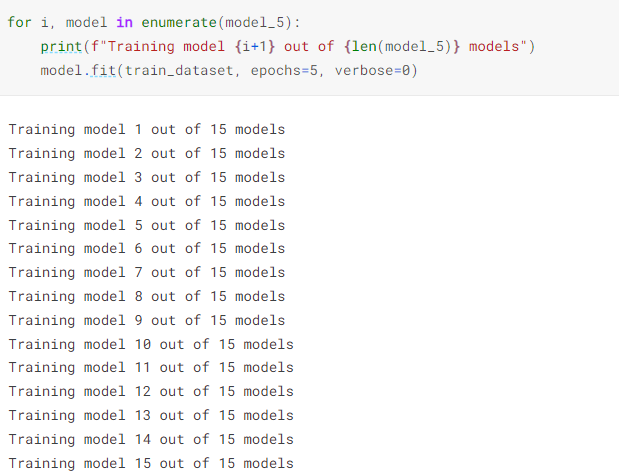 for i, model in enumerate(model_5):
    print(f"Training model {i+1} out of {len(model_5)} models")
    model.fit(train_dataset, epochs=5, verbose=0)
Training model 1 out of 15 models
Training model 2 out of 15 models
Training model 3 out of 15 models
Training model 4 out of 15 models
Training model 5 out of 15 models
Training model 6 out of 15 models
Training model 7 out of 15 models
Training model 8 out of 15 models
Training model 9 out of 15 models
Training model 10 out of 15 models
Training model 11 out of 15 models
Training model 12 out of 15 models
Training model 13 out of 15 models
Training model 14 out of 15 models
Training model 15 out of 15 models